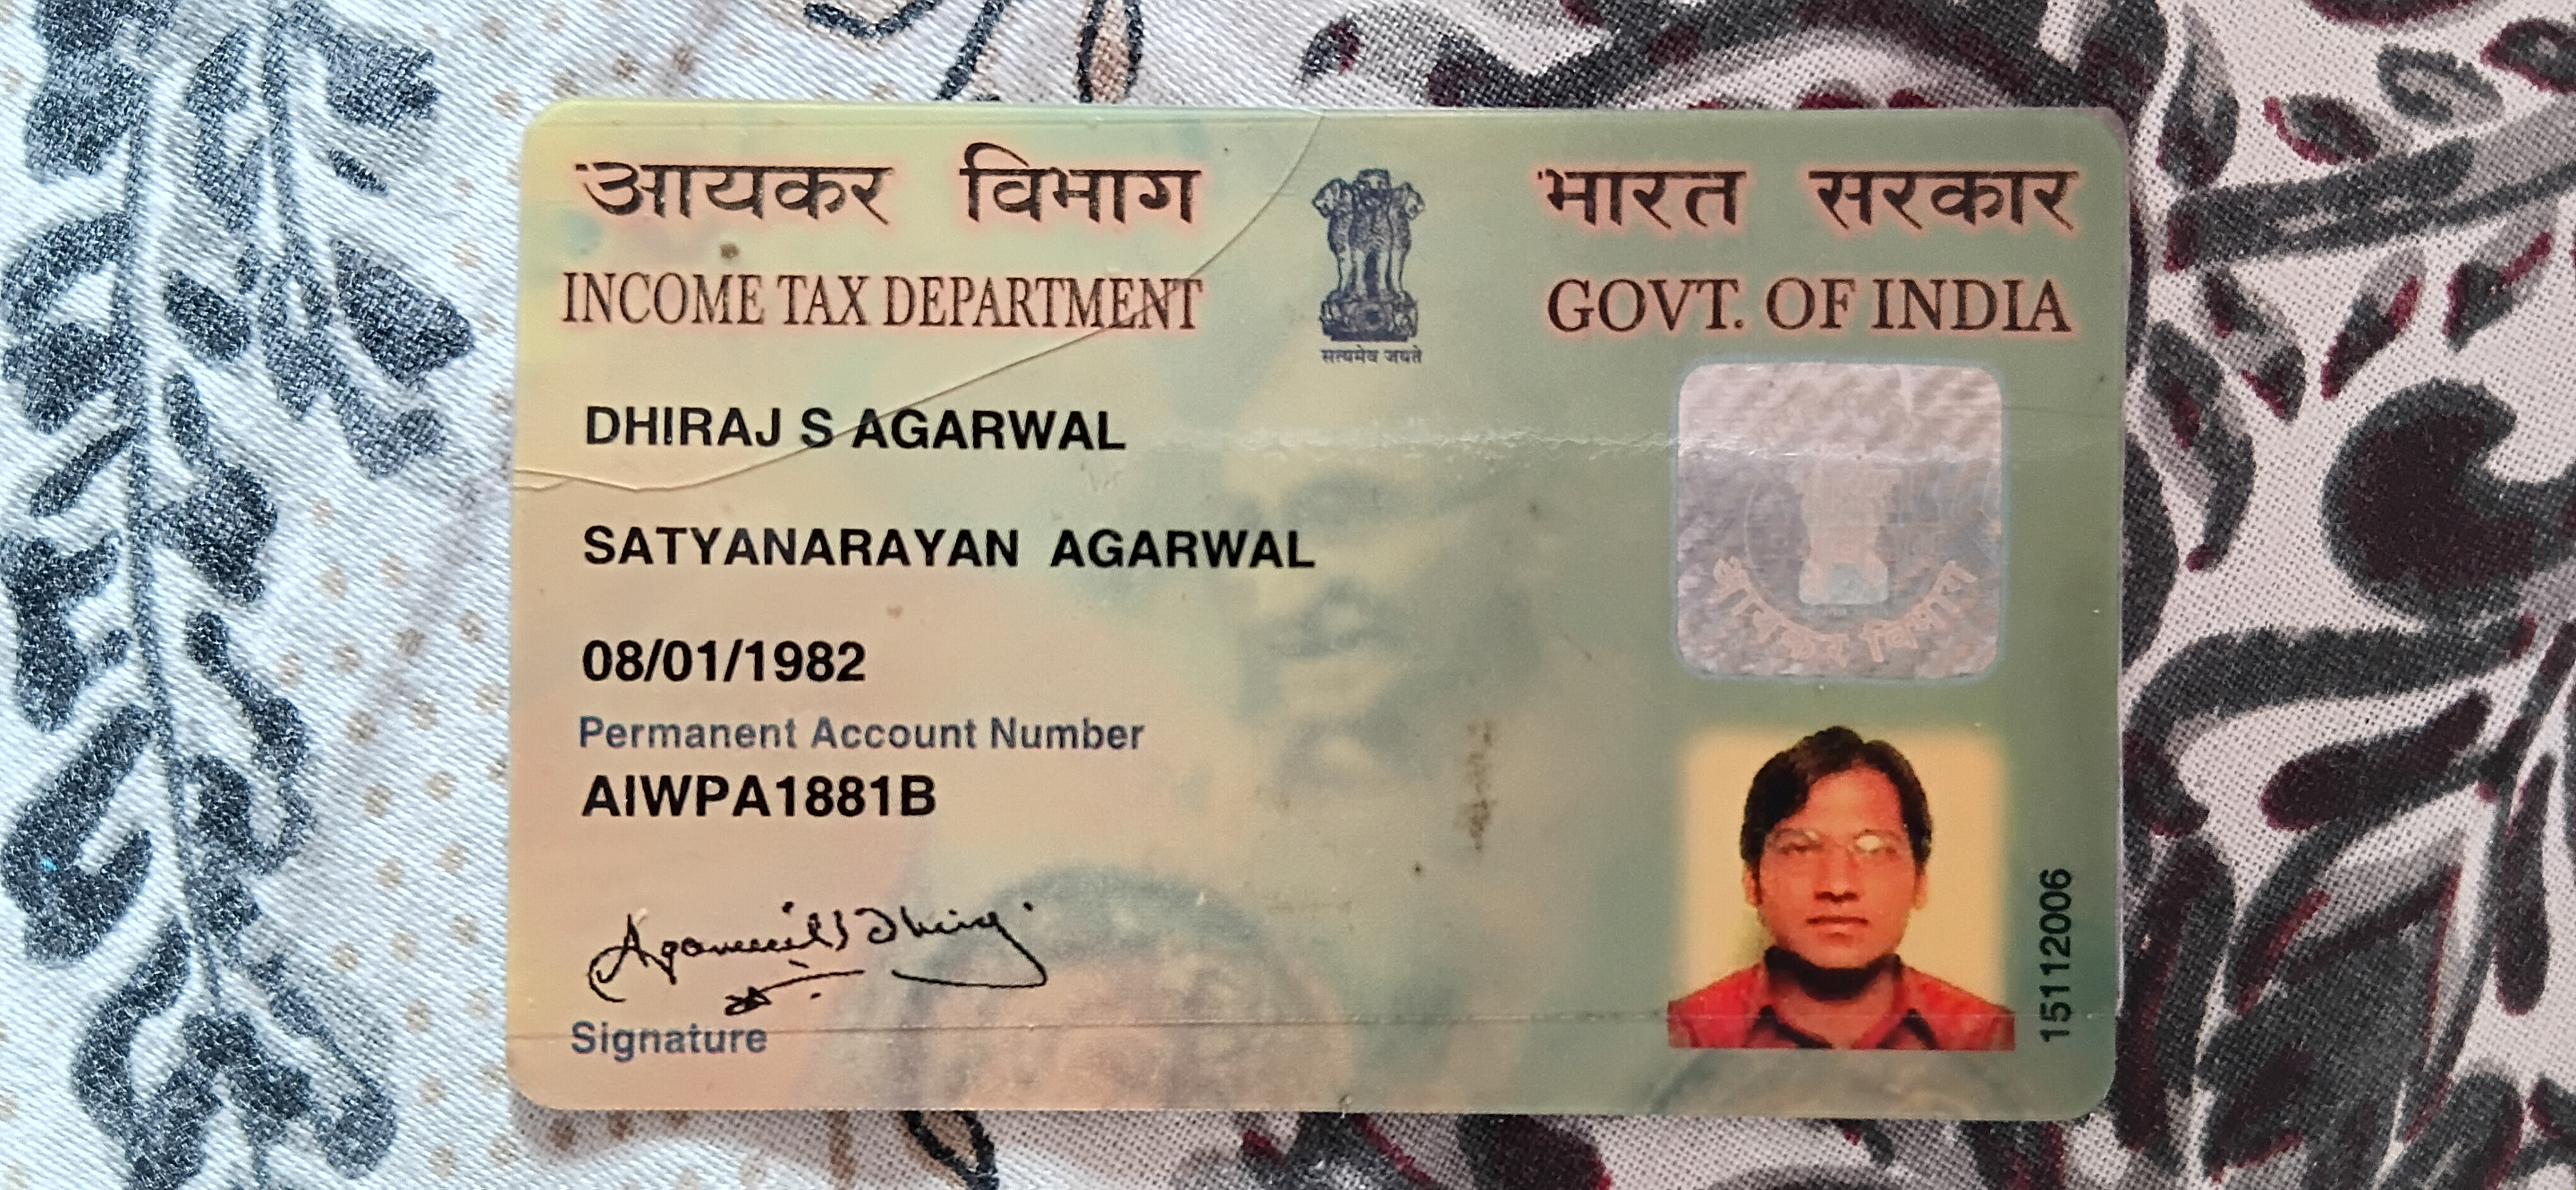 आयकर विभाग
INCOME TAX DEPARTMENT
सत्यमेव जयते
भारत सरकार
GOVT. OF INDIA
DHIRAJ S AGARWAL
SATYANARAYAN AGARWAL
08/01/1982
Permanent Account Number
AIWPA1881B
Signature
आयकर विभाग
15112006